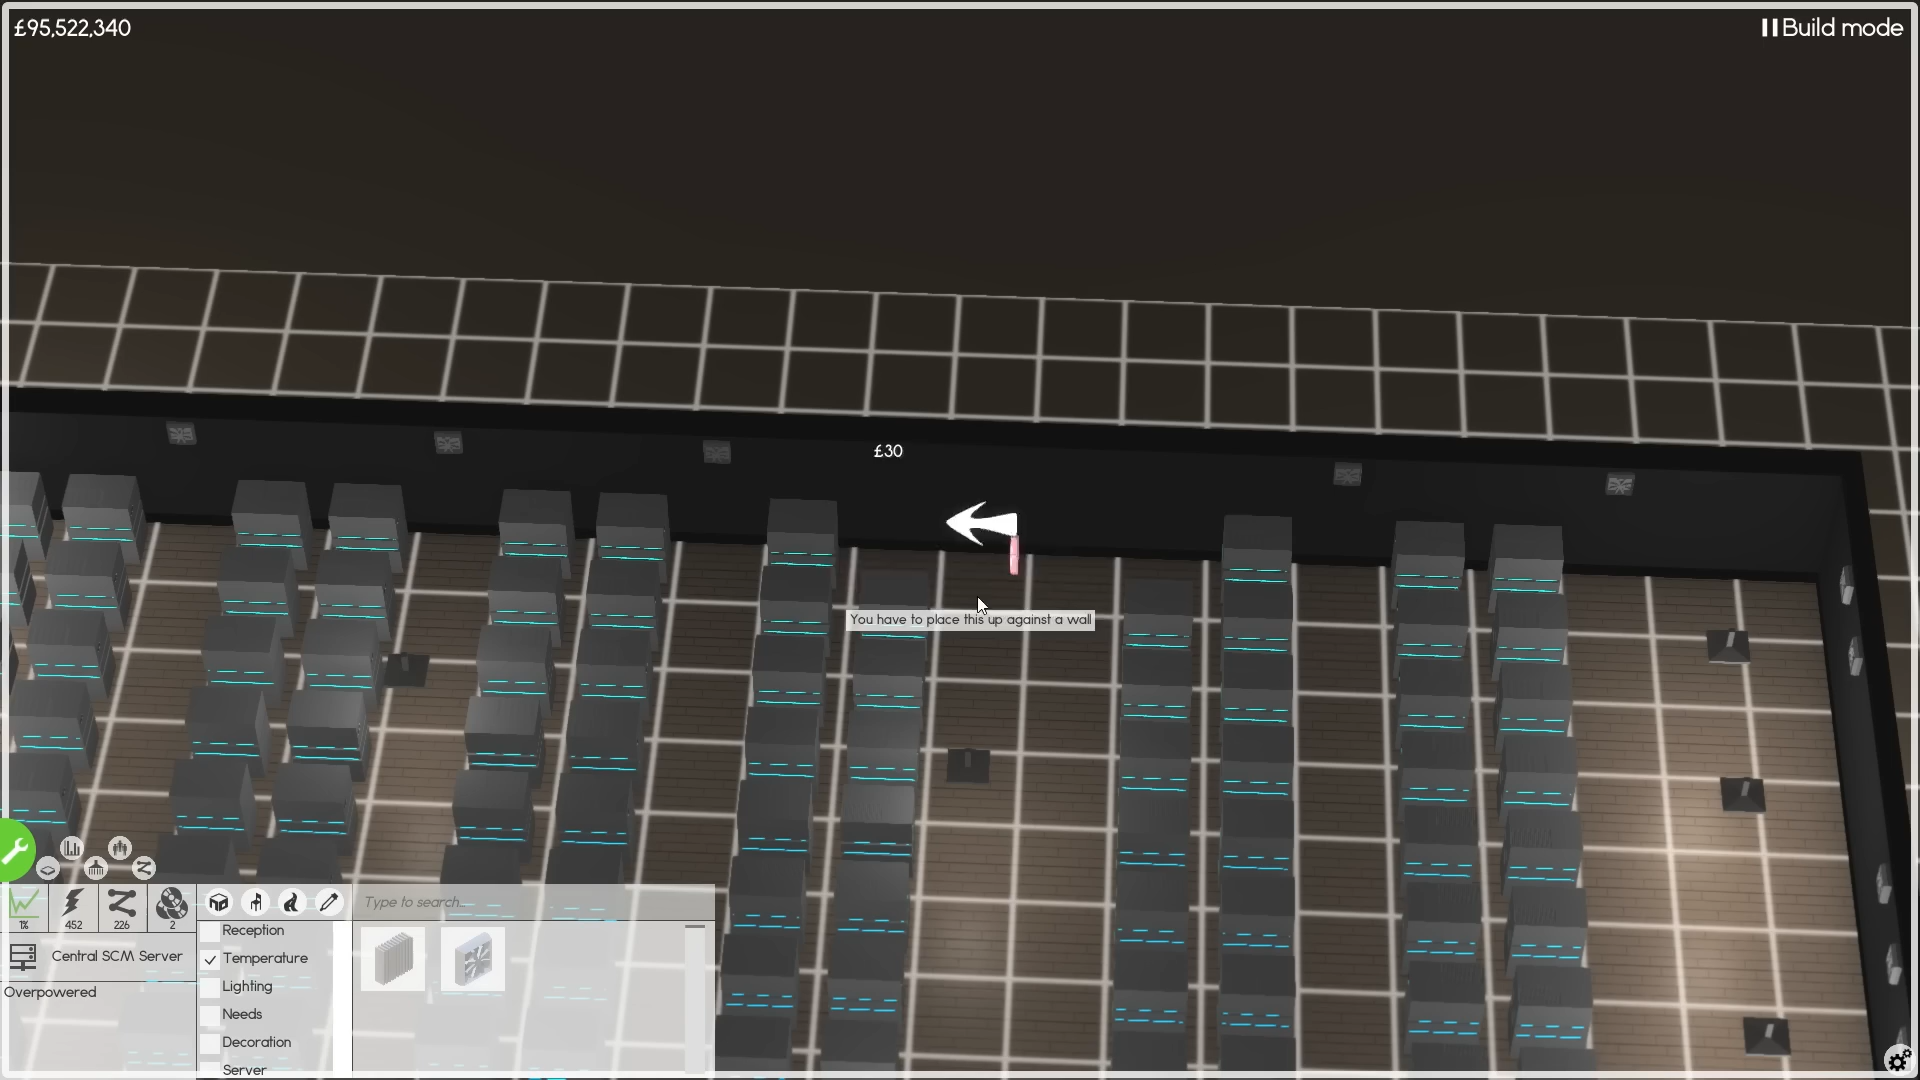 £95,522,340
Build mode
£30
You have to place this up against a wall
Type to search...
1%
452
226
2
Reception
Central SCM Server
Temperature
Lighting
Overpowered
Needs
Decoration
Server